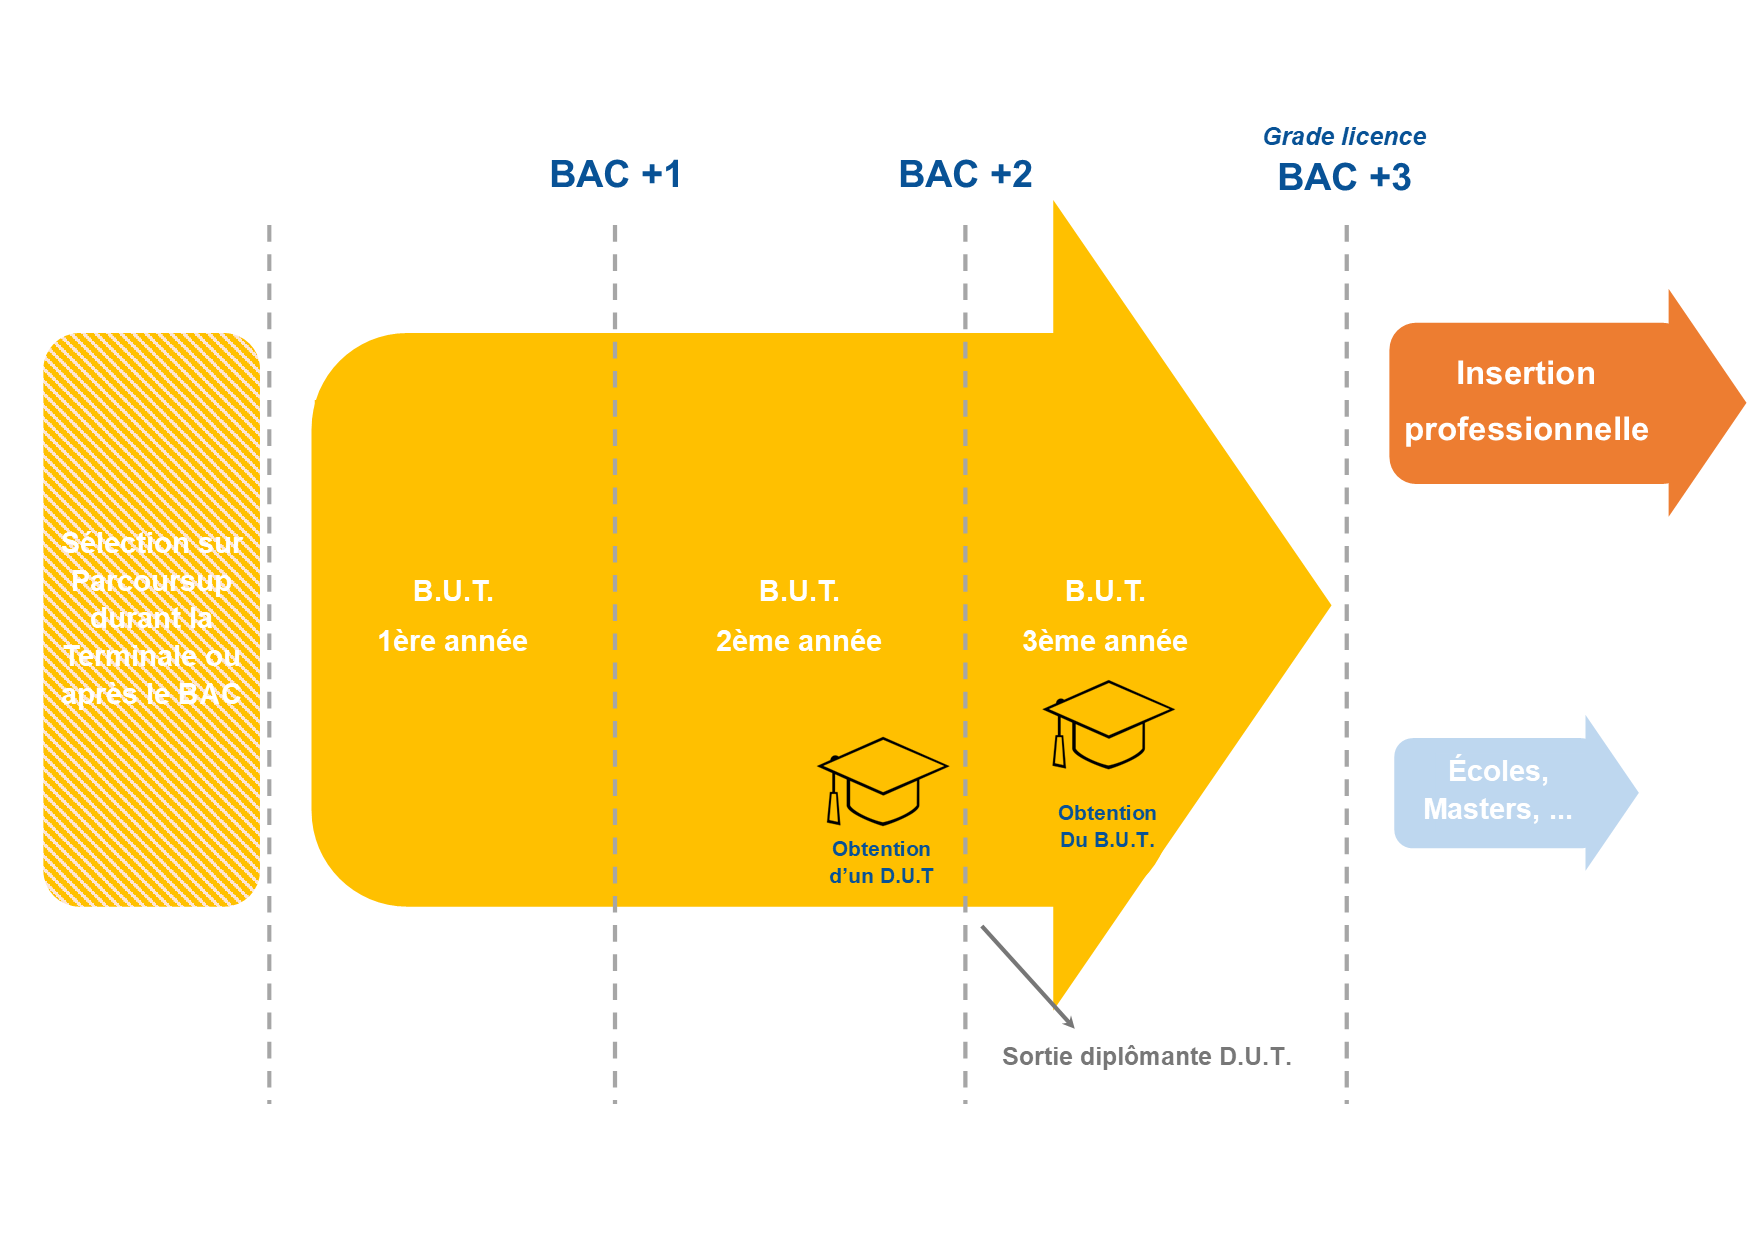 Grade licence
BAC +1
BAC +2
BAC +3
Sélection sur
Parcoursup
durant la
Terminale ou
après le BAC
B.U.T.
1ère année
B.U.T.
2ème année
B.U.T.
3ème année
Obtention
d’un D.U.T
Obtention
Du B.U.T.
Sortie diplômante D.U.T.
Insertion
professionnelle
Écoles,
Masters, ...